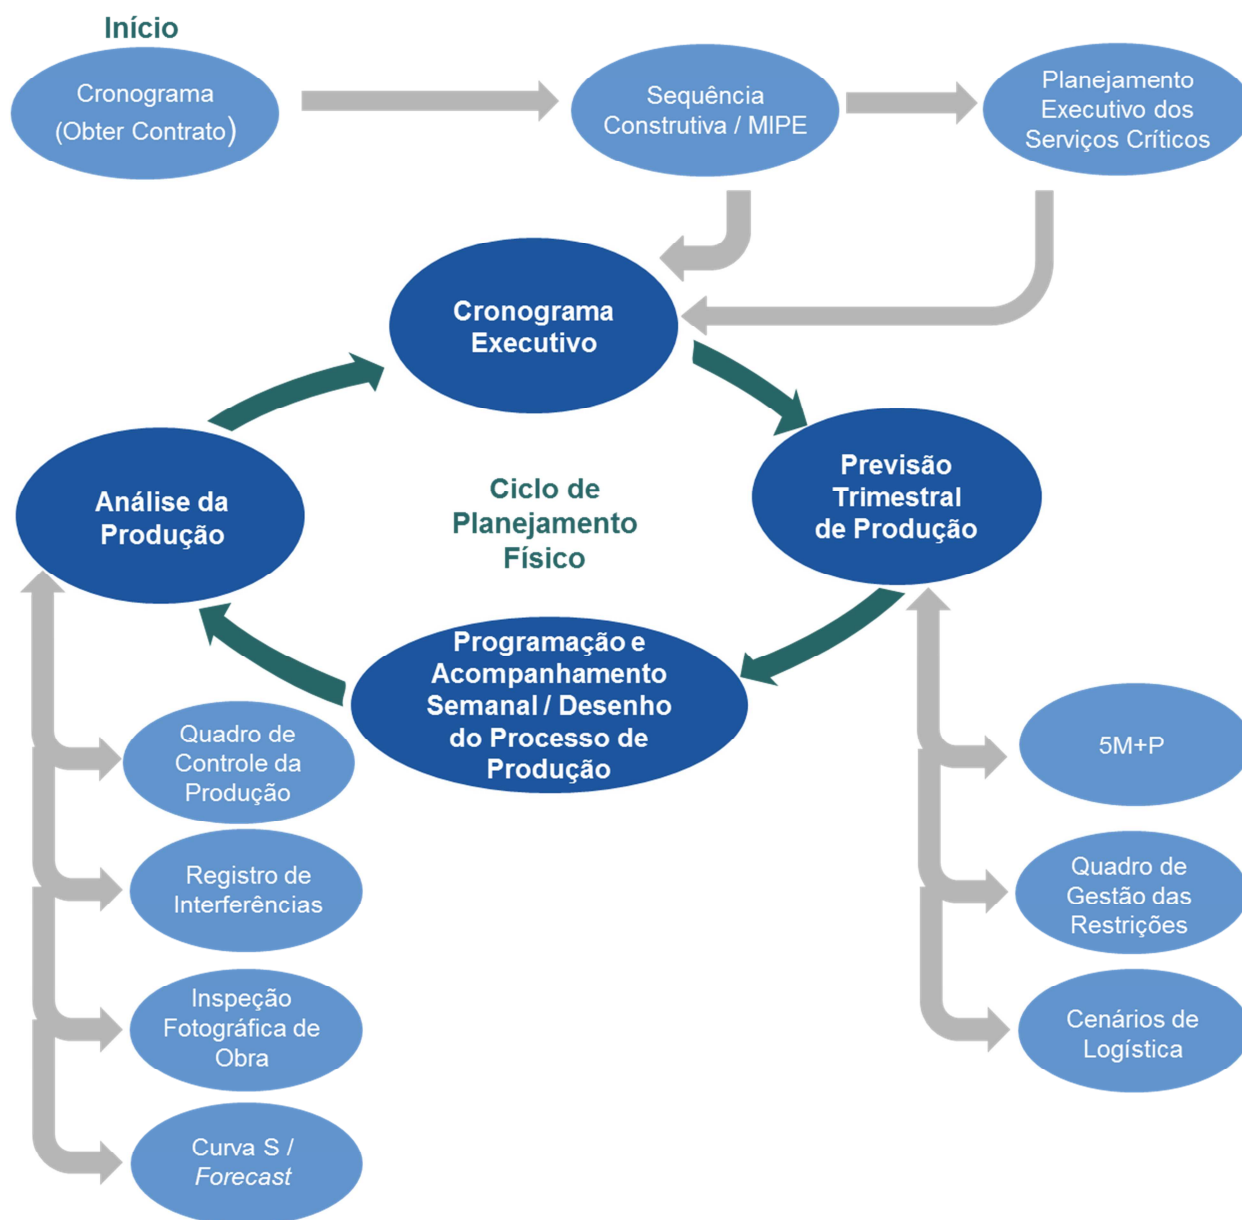 Início
Cronograma
(Obter Contrato)
Sequência
Construtiva / MIPE
Planejamento
Executivo dos
Serviços Críticos
Cronograma
Executivo
Previsão
Trimestral
de Produção
Análise da
Produção
Ciclo de
Planejamento
Físico
Programação e
Acompanhamento
Semanal / Desenho
do Processo de
Produção
Quadro de
Controle da
Produção
Registro de
Interferências
Inspeção
Fotográfica de
Obra
Curva S /
Forecast
5M+P
Quadro de
Gestão das
Restrições
Cenários de
Logística